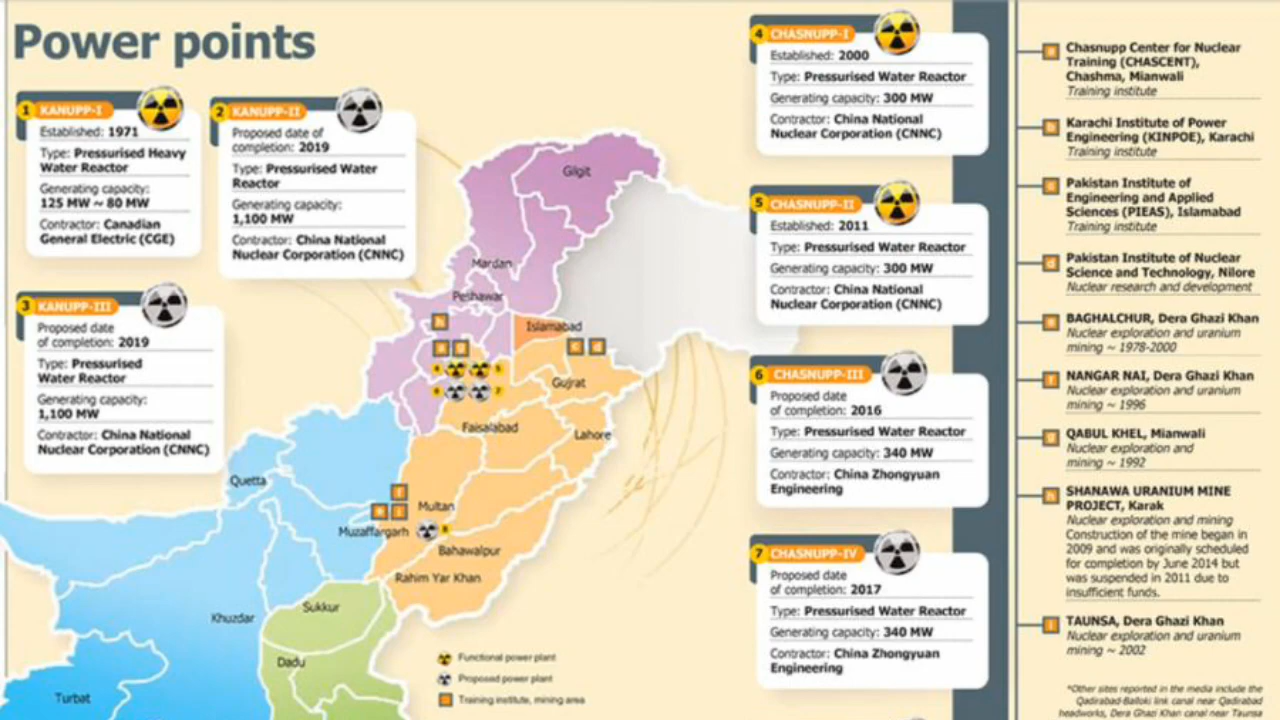 Power points
1 KANUPP-I
Established: 1971
Type: Pressurised Heavy
Water Reactor
Generating capacity:
125 MW ~ 80 MW
Contractor: Canadian
General Electric (CGE)
2 KANUPP-II
Proposed date of
completion: 2019
Type: Pressurised Water
Reactor
Generating capacity:
1,100 MW
Contractor: China National
Nuclear Corporation (CNNC)
3 KANUPP-III
Proposed date
of completion: 2019
Type: Pressurised
Water Reactor
Generating capacity:
1,100 MW
Contractor: China National
Nuclear Corporation (CNNC)
Gilgit
Mardan
Peshawar
h
Islamabad
Gujrat
Faisalabad
Lahore
Quetta
Multan
Muzaffargarh
8
Bahawalpur
Rahim Yar Khan
Sukkur
Khuzdar
Dadu
Turbat
Functional power plant
Proposed power plant
Training institute, mining area
4 CHASNUPP-I
Established: 2000
Type: Pressurised Water Reactor
Generating capacity: 300 MW
Contractor: China National
Nuclear Corporation (CNNC)
5 CHASNUPP-II
Established: 2011
Type: Pressurised Water Reactor
Generating capacity: 300 MW
Contractor: China National
Nuclear Corporation (CNNC)
6 CHASNUPP-III
Proposed date
of completion: 2016
Type: Pressurised Water Reactor
Generating capacity: 340 MW
Contractor: China Zhongyuan
Engineering
7 CHASNUPP-IV
Proposed date
of completion: 2017
Type: Pressurised Water Reactor
Generating capacity: 340 MW
Contractor: China Zhongyuan
Engineering
a Chasnupp Center for Nuclear
Training (CHASCENT),
Chashma, Mianwali
Training institute
b Karachi Institute of Power
Engineering (KINPOE), Karachi
Training institute
c Pakistan Institute of
Engineering and Applied
Sciences (PIEAS), Islamabad
Training institute
d Pakistan Institute of Nuclear
Science and Technology, Nilore
Nuclear research and development
e BAGHALCHUR, Dera Ghazi Khan
Nuclear exploration and uranium
mining ~ 1978-2000
f NANGAR NAI, Dera Ghazi Khan
Nuclear exploration and uranium
mining ~ 1996
g QABUL KHEL, Mianwali
Nuclear exploration and
mining ~ 1992
h SHANAWA URANIUM MINE
PROJECT, Karak
Nuclear exploration and mining
Construction of the mine began in
2009 and was originally scheduled
for completion by June 2014 but
was suspended in 2011 due to
insufficient funds.
i TAUNSA, Dera Ghazi Khan
Nuclear exploration and uranium
mining ~ 2002
*Other sites reported in the media include the
Qadirabad-Balloki link canal near Qadirabad
headworks, Dera Ghazi Khan canal near Taunsa